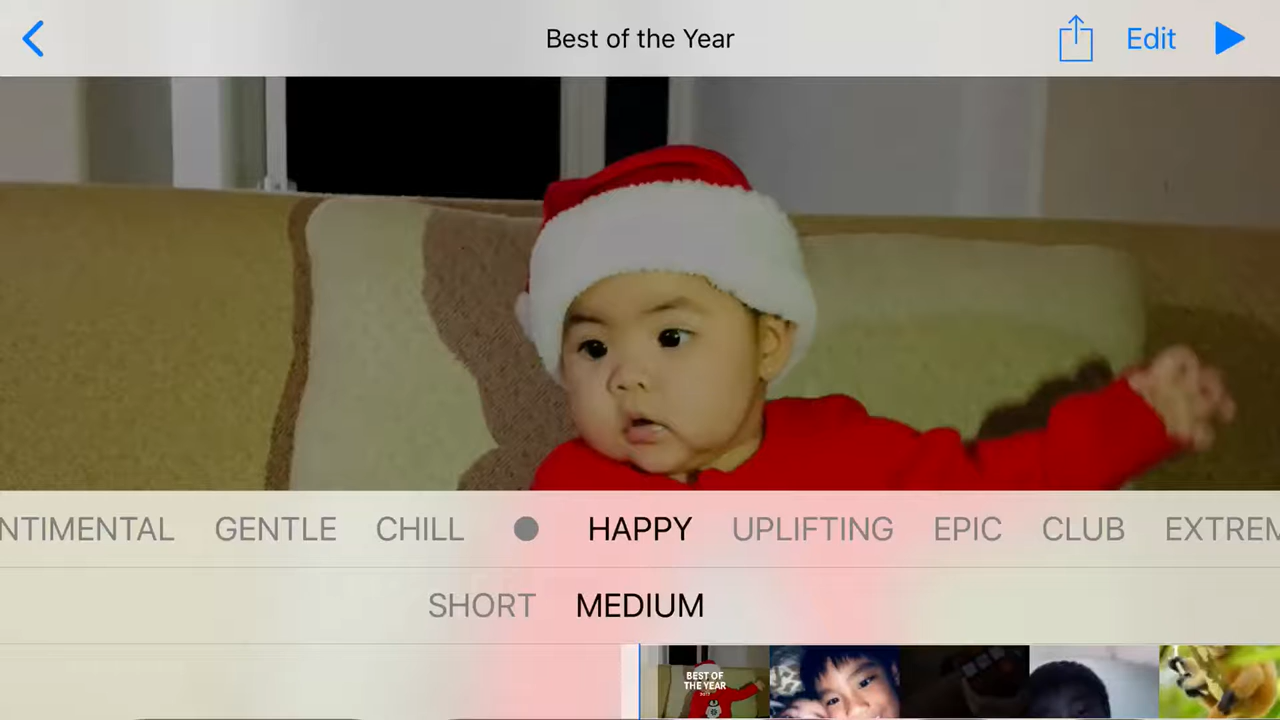 Best of the Year
Edit
NTIMENTAL GENTLE CHILL HAPPY UPLIFTING EPIC CLUB EXTREM
SHORT MEDIUM
BEST OF
THE YEAR